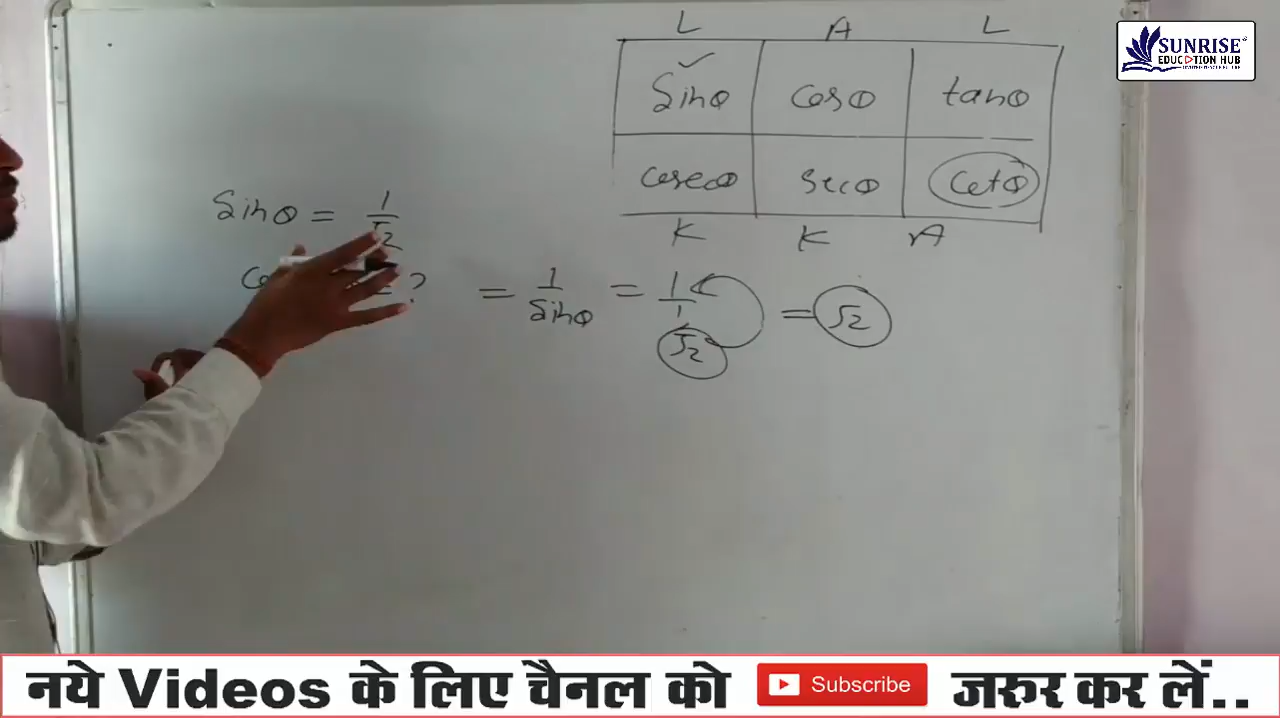 L A L
SUNRISE
EDUCATION HUB
Sinθ cosθ tanθ
cosecθ secθ cotθ
K K A
Sinθ = 1/√2
? = 1/Sinθ = 1/1/√2 = √2
नये Videos के लिए चैनल को Subscribe जरूर कर लें..